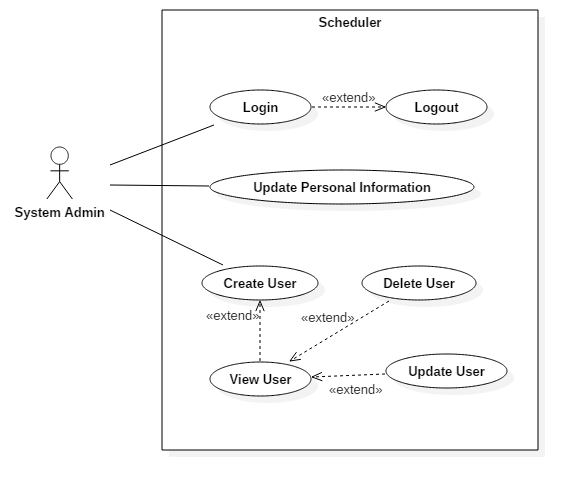 Scheduler
«extend»
Login
Logout
Update Personal Information
System Admin
Create User
Delete User
«extend»
«extend»
View User
Update User
«extend»